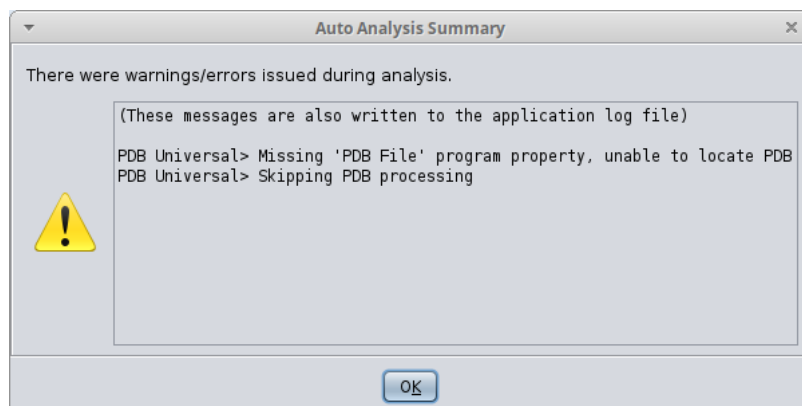 Auto Analysis Summary
There were warnings/errors issued during analysis.
(These messages are also written to the application log file)
PDB Universal> Missing 'PDB File' program property, unable to locate PDB
PDB Universal> Skipping PDB processing
OK